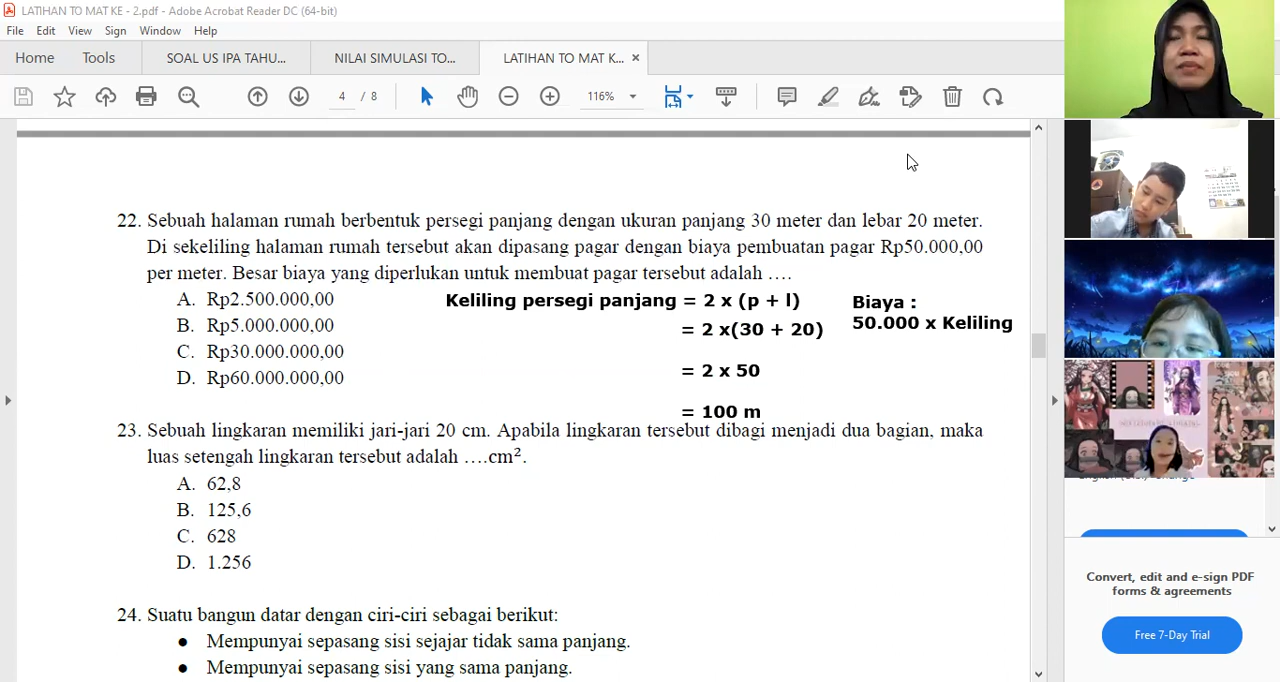 LATIHAN TO MAT KE - 2.pdf - Adobe Acrobat Reader DC (64-bit)
File Edit View Sign Window Help
Home Tools SOAL US IPA TAHU... NILAI SIMULASI TO... LATIHAN TO MAT K... ×
4 / 8 116%
22. Sebuah halaman rumah berbentuk persegi panjang dengan ukuran panjang 30 meter dan lebar 20 meter.
Di sekeliling halaman rumah tersebut akan dipasang pagar dengan biaya pembuatan pagar Rp50.000,00
per meter. Besar biaya yang diperlukan untuk membuat pagar tersebut adalah ….
A. Rp2.500.000,00
B. Rp5.000.000,00
C. Rp30.000.000,00
D. Rp60.000.000,00
Keliling persegi panjang = 2 x (p + l)
= 2 x(30 + 20)
= 2 x 50
= 100 m
Biaya :
50.000 x Keliling
23. Sebuah lingkaran memiliki jari-jari 20 cm. Apabila lingkaran tersebut dibagi menjadi dua bagian, maka
luas setengah lingkaran tersebut adalah ….cm².
A. 62,8
B. 125,6
C. 628
D. 1.256
24. Suatu bangun datar dengan ciri-ciri sebagai berikut:
● Mempunyai sepasang sisi sejajar tidak sama panjang.
● Mempunyai sepasang sisi yang sama panjang.
Convert, edit and e-sign PDF
forms & agreements
Free 7-Day Trial